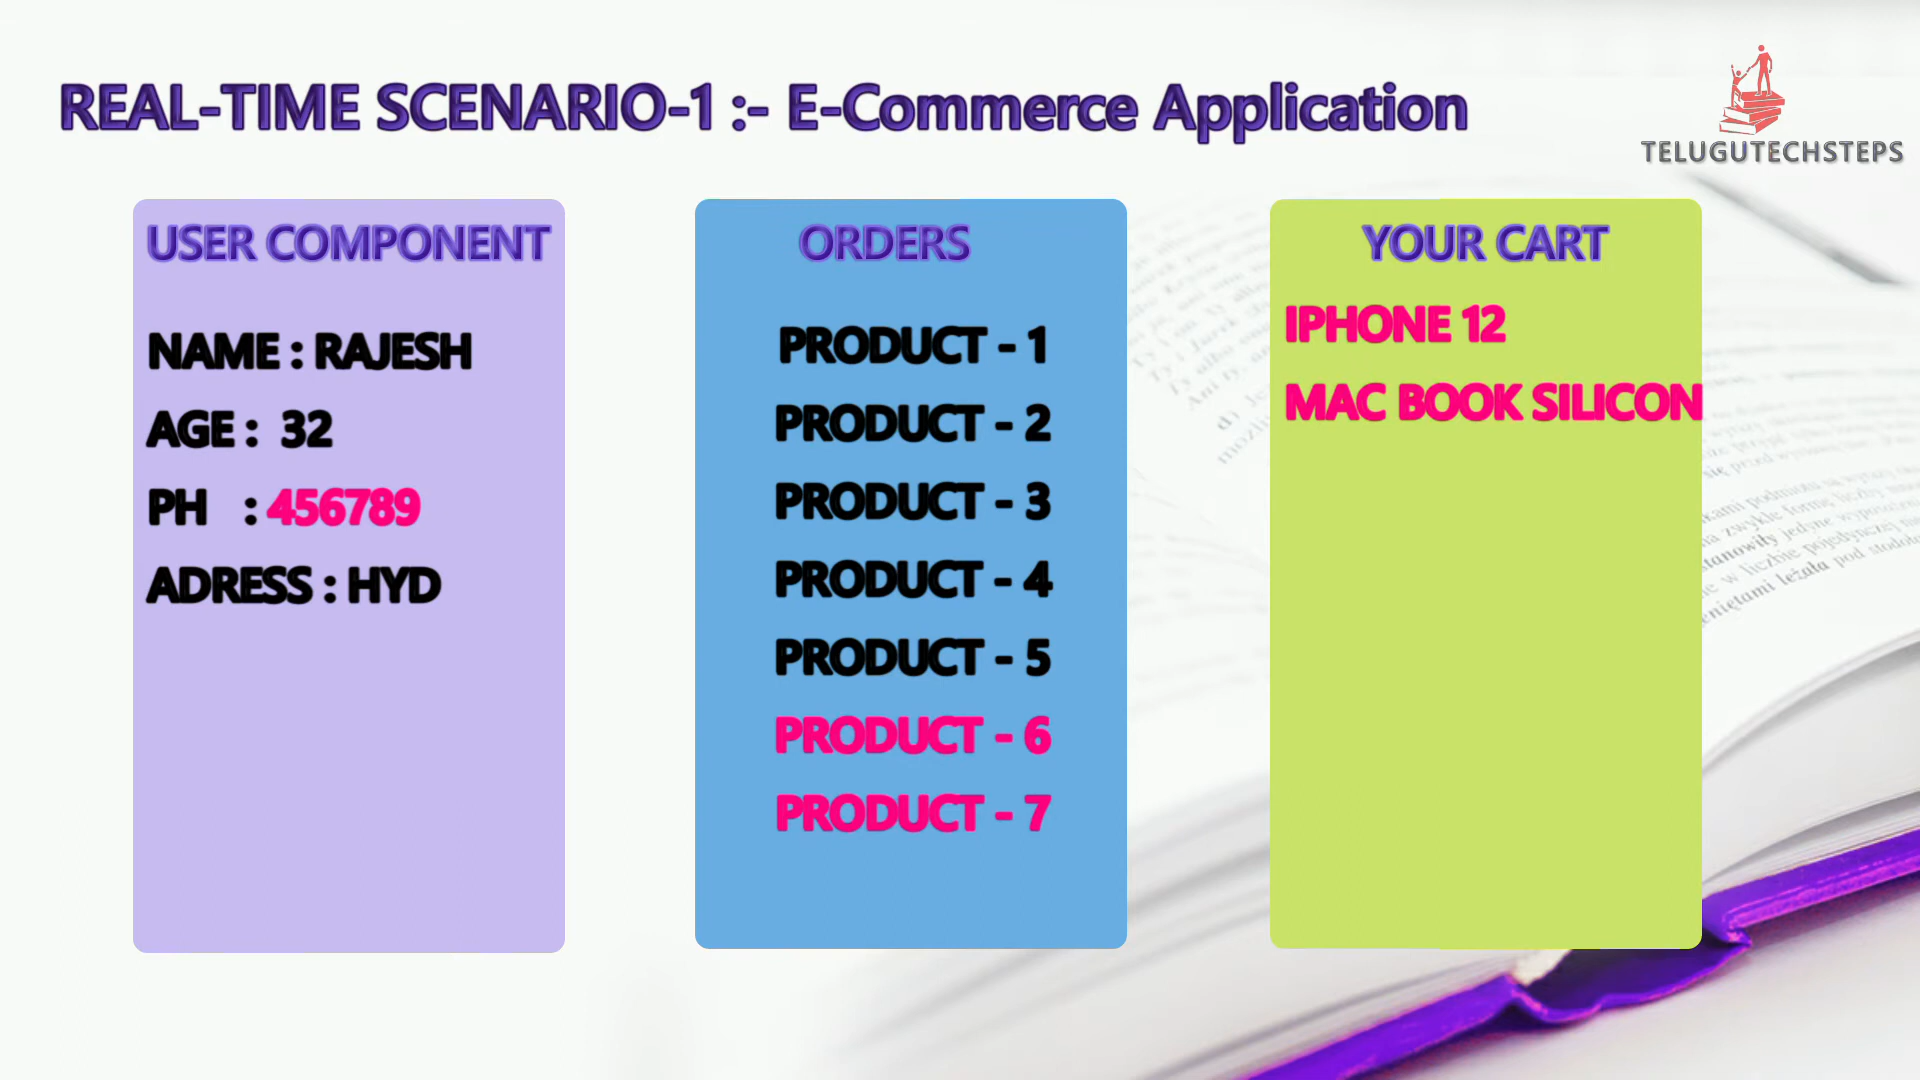 REAL-TIME SCENARIO-1 :- E-Commerce Application
TELUGUTECHSTEPS
USER COMPONENT
NAME : RAJESH
AGE : 32
PH : 456789
ADRESS : HYD
ORDERS
PRODUCT - 1
PRODUCT - 2
PRODUCT - 3
PRODUCT - 4
PRODUCT - 5
PRODUCT - 6
PRODUCT - 7
YOUR CART
IPHONE 12
MAC BOOK SILICON